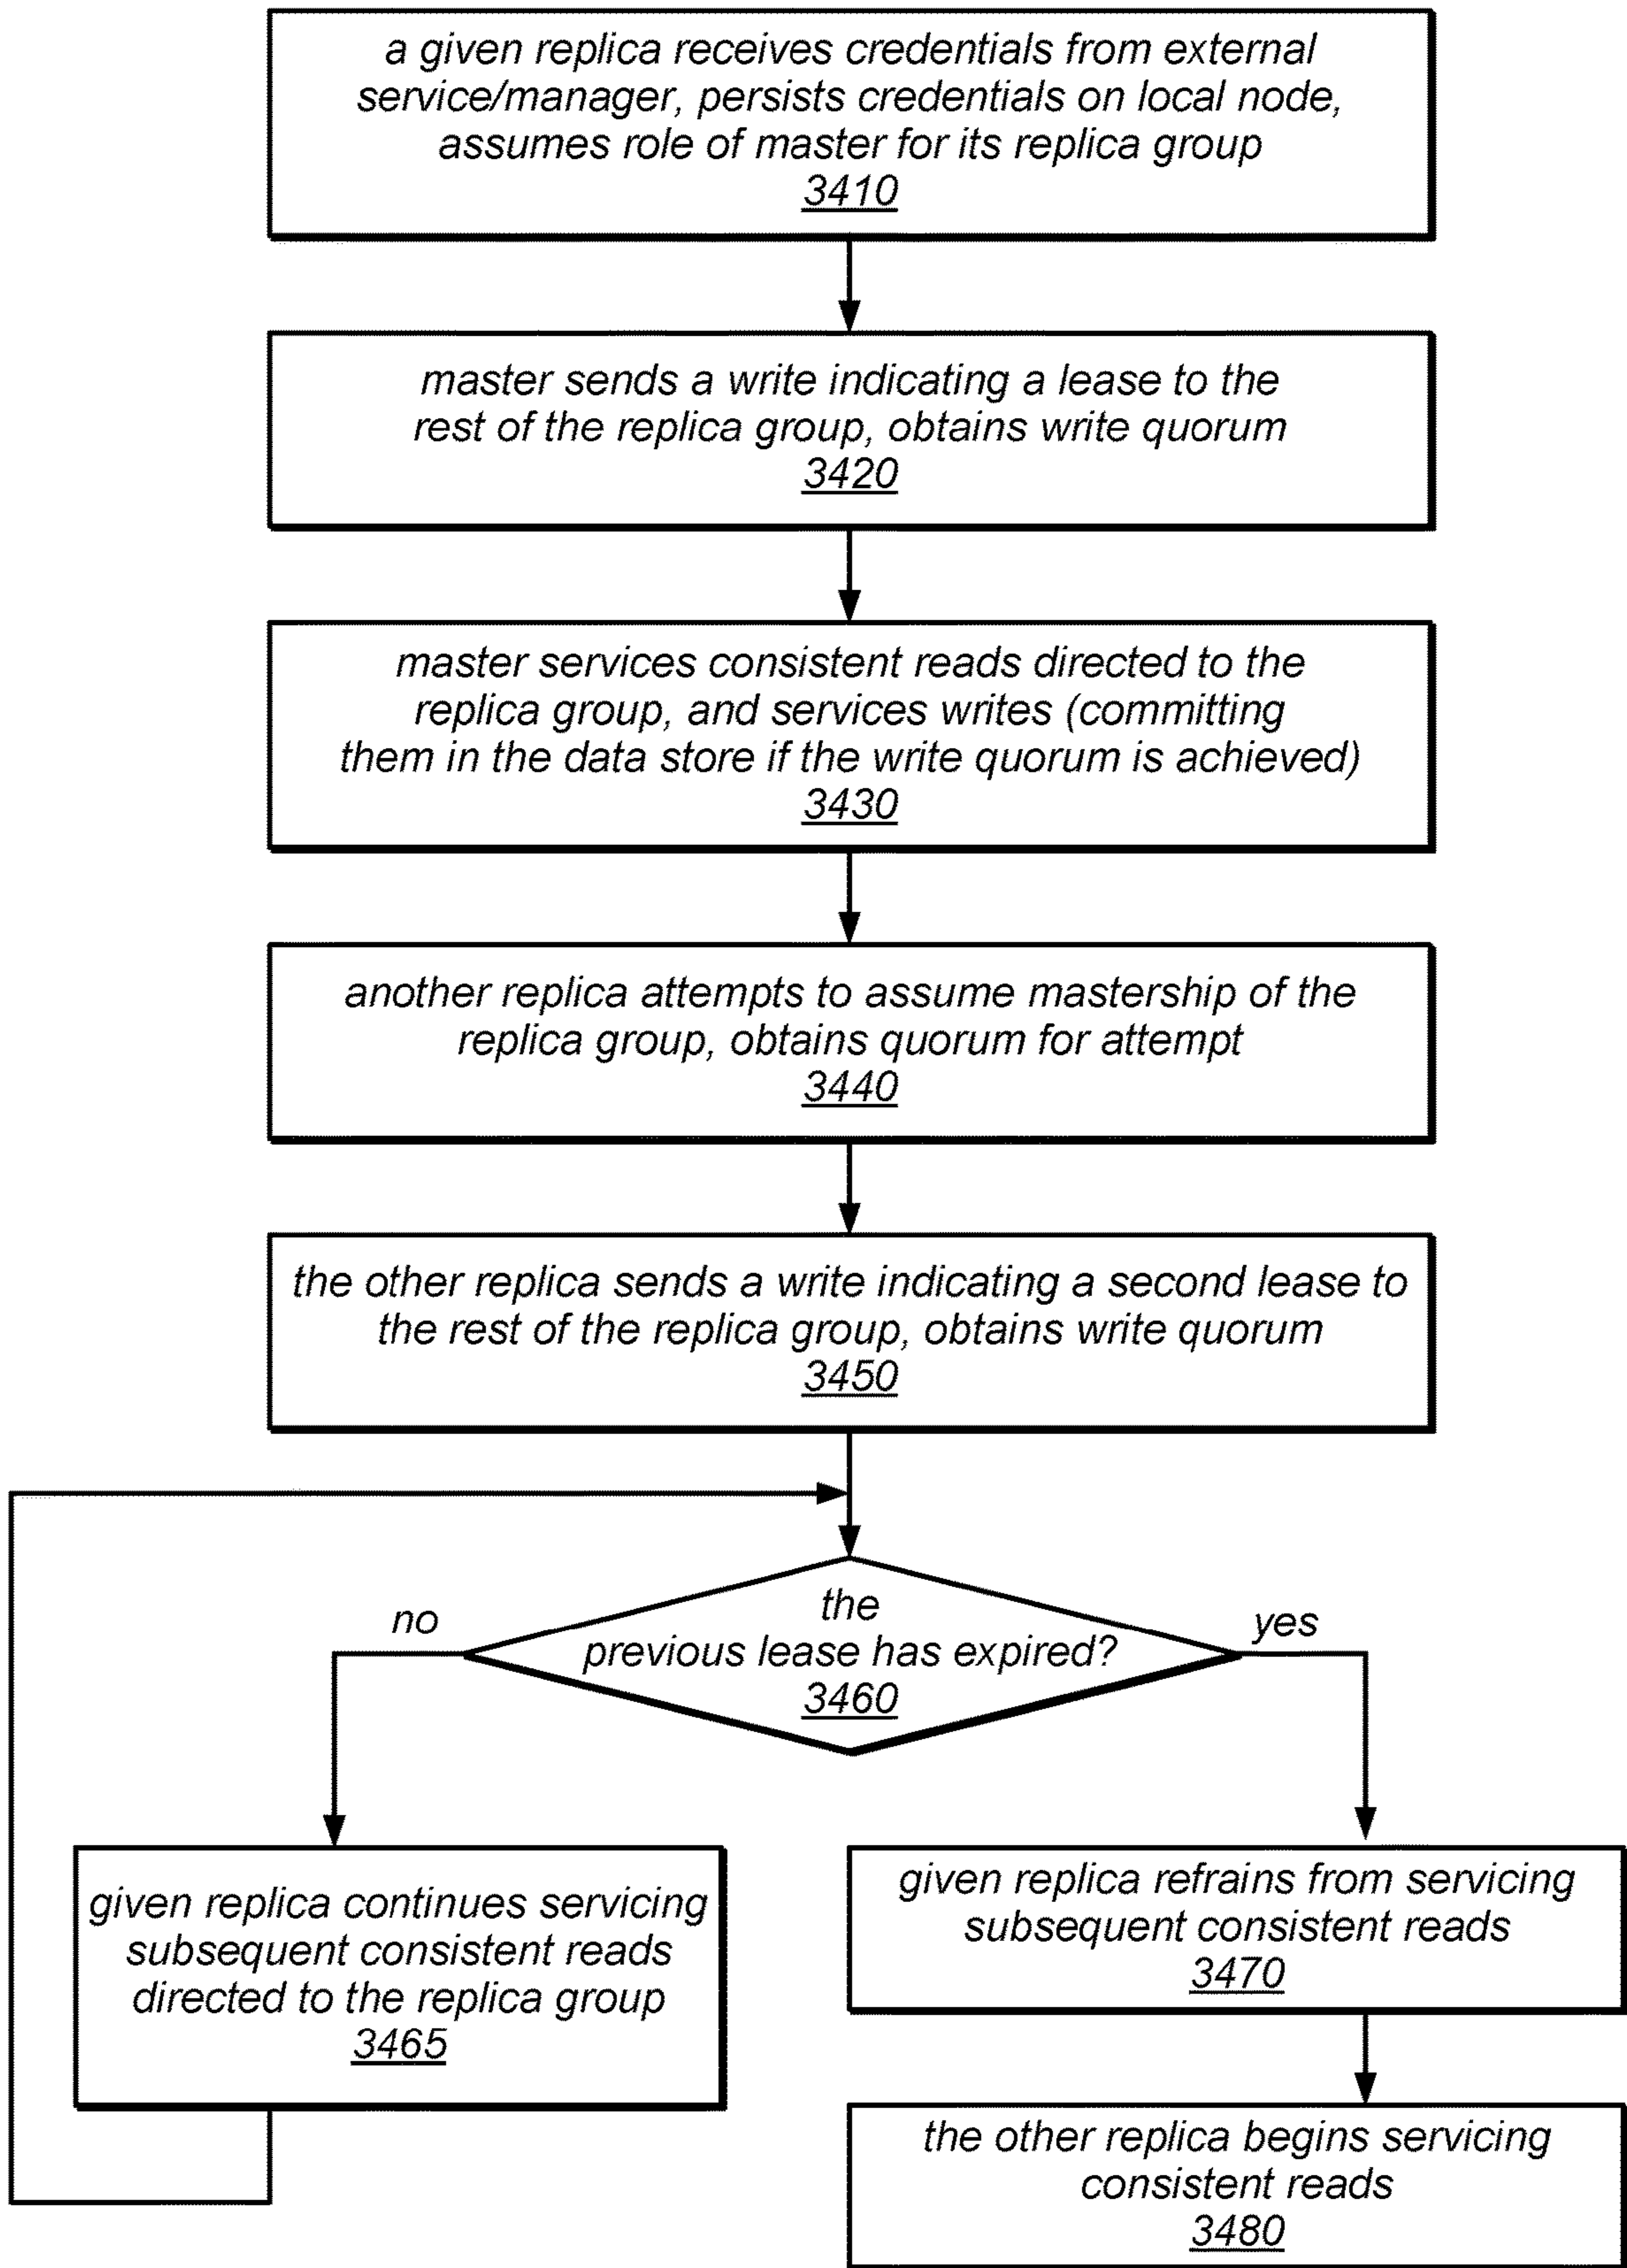 a given replica receives credentials from external
service/manager, persists credentials on local node,
assumes role of master for its replica group
3410
master sends a write indicating a lease to the
rest of the replica group, obtains write quorum
3420
master services consistent reads directed to the
replica group, and services writes (committing
them in the data store if the write quorum is achieved)
3430
another replica attempts to assume mastership of the
replica group, obtains quorum for attempt
3440
the other replica sends a write indicating a second lease to
the rest of the replica group, obtains write quorum
3450
the
previous lease has expired?
3460
no
yes
given replica continues servicing
subsequent consistent reads
directed to the replica group
3465
given replica refrains from servicing
subsequent consistent reads
3470
the other replica begins servicing
consistent reads
3480